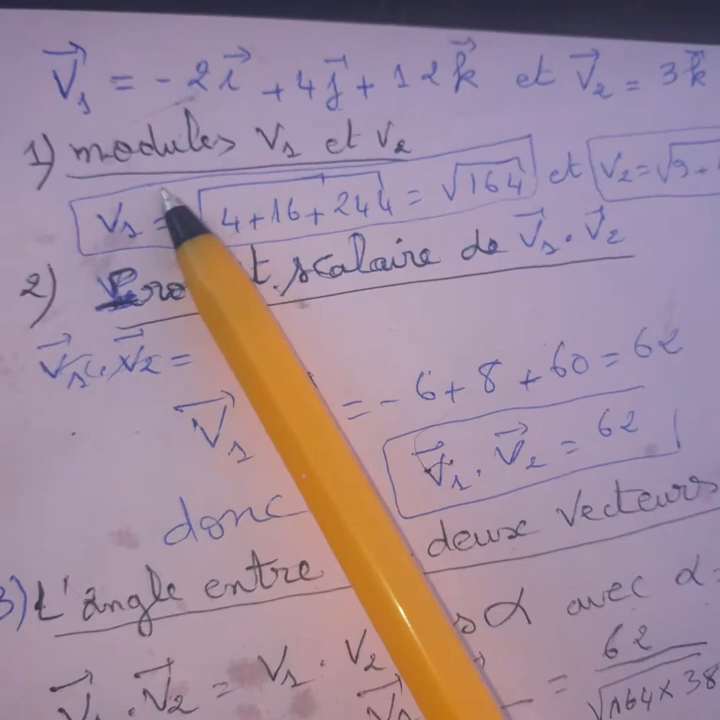 V₁ = -2i + 4j + 12k et V₂ = 3k
1) modules V₁ et V₂
V₁ = √4+16+244 = √164 et V₂ = √9+
2) scalaire de V₁ . V₂
V₁ . V₂ =
V₁ = -6+8+60 = 62
V₁ . V₂ = 62
donc
3) L'angle entre deux vecteurs
V₁ . V₂ = V₁ . V₂ α avec α =
= 62 / √164×38